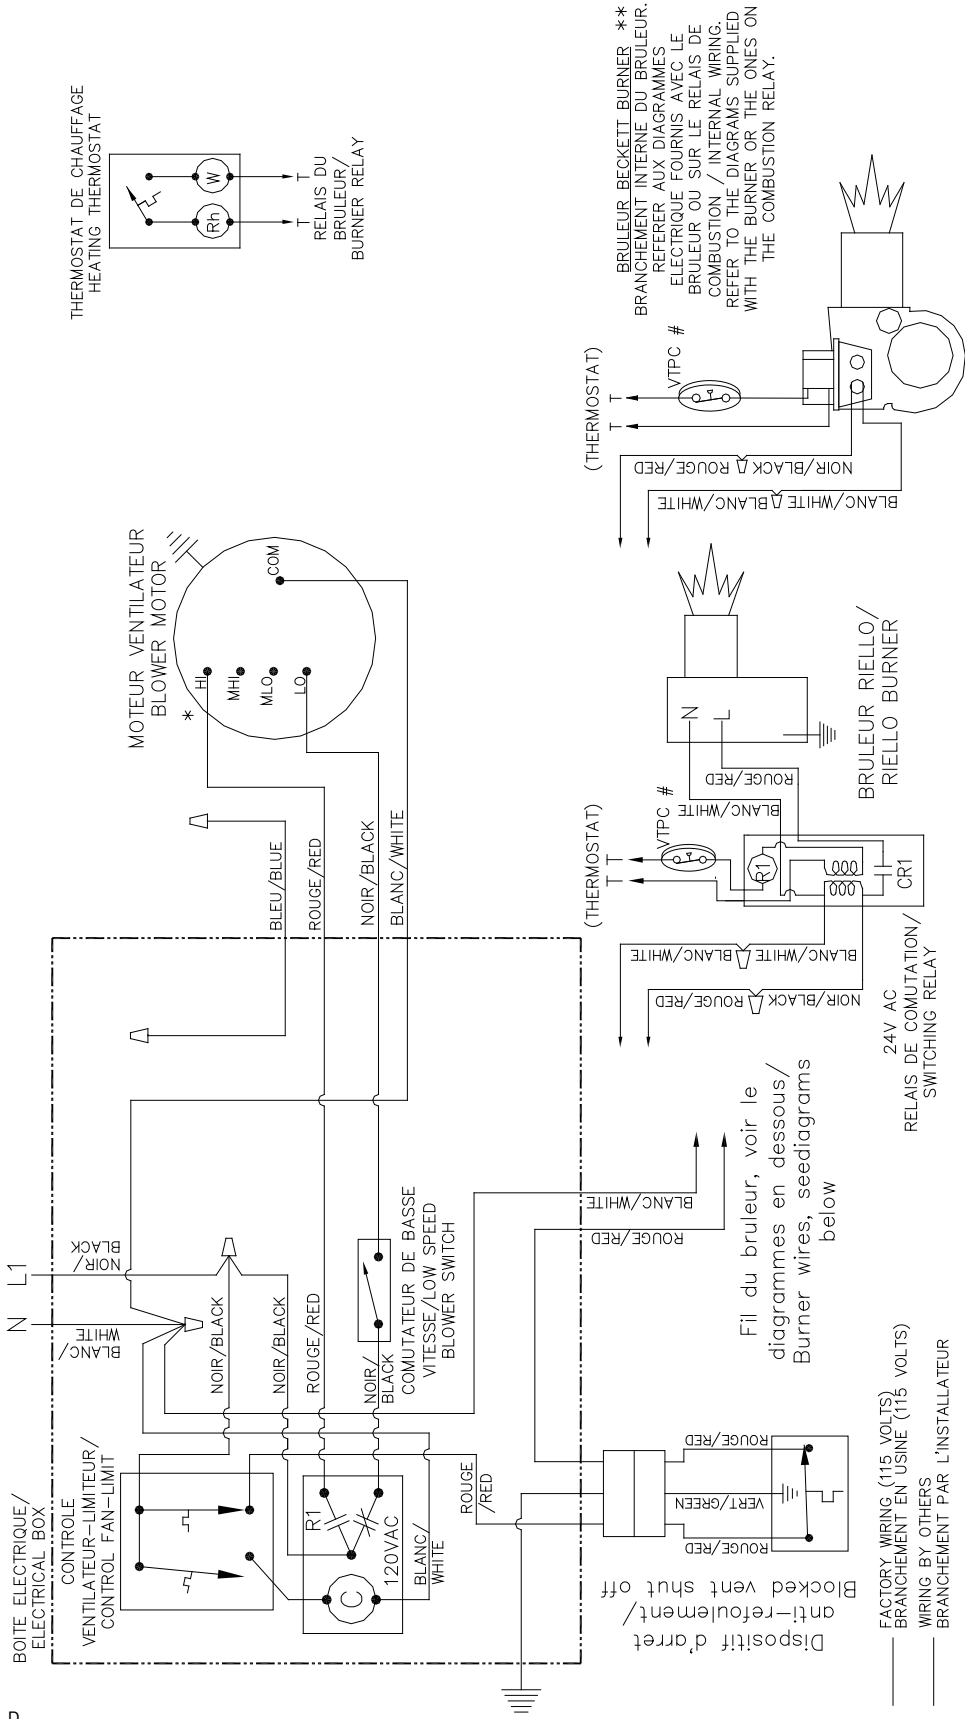 THERMOSTAT DE CHAUFFAGE
HEATING THERMOSTAT
Rh
W
T
T
RELAIS DU
BRULEUR/
BURNER RELAY
BRULEUR BECKETT BURNER **
BRANCHEMENT INTERNE DU BRULEUR.
REFERER AUX DIAGRAMMES
ELECTRIQUE FOURNIS AVEC LE
BRULEUR OU SUR LE RELAIS DE
COMBUSTION / INTERNAL WIRING.
REFER TO THE DIAGRAMS SUPPLIED
WITH THE BURNER OR THE ONES ON
THE COMBUSTION RELAY.
(THERMOSTAT)
T
T
VTPC #
ROUGE/RED
NOIR/BLACK
BLANC/WHITE
BLANC/WHITE
MOTEUR VENTILATEUR
BLOWER MOTOR
*
HI
MHI
MLO
LO
COM
BLEU/BLUE
ROUGE/RED
NOIR/BLACK
BLANC/WHITE
N
L
BRULEUR RIELLO/
RIELLO BURNER
ROUGE/RED
BLANC/WHITE
(THERMOSTAT)
T
T
VTPC #
R1
CR1
BLANC/WHITE
BLANC/WHITE
ROUGE/RED
NOIR/BLACK
24V AC
RELAIS DE COMUTATION/
SWITCHING RELAY
N
L1
BLANC/
WHITE
NOIR/
BLACK
NOIR/BLACK
NOIR/BLACK
ROUGE/RED
NOIR/
BLACK
COMUTATEUR DE BASSE
VITESSE/LOW SPEED
BLOWER SWITCH
BLANC/WHITE
ROUGE/RED
Fil du bruleur, voir le
diagrammes en dessous/
Burner wires, seediagrams
below
BOITE ELECTRIQUE/
ELECTRICAL BOX
CONTROLE
VENTILATEUR-LIMITEUR/
CONTROL FAN-LIMIT
R1
C
120VAC
BLANC/
WHITE
ROUGE
/RED
ROUGE/RED
VERT/GREEN
ROUGE/RED
Dispositif d'arret
anti-refoulement/
Blocked vent shut off
FACTORY WIRING (115 VOLTS)
BRANCHEMENT EN USINE (115 VOLTS)
WIRING BY OTHERS
BRANCHEMENT PAR L'INSTALLATEUR